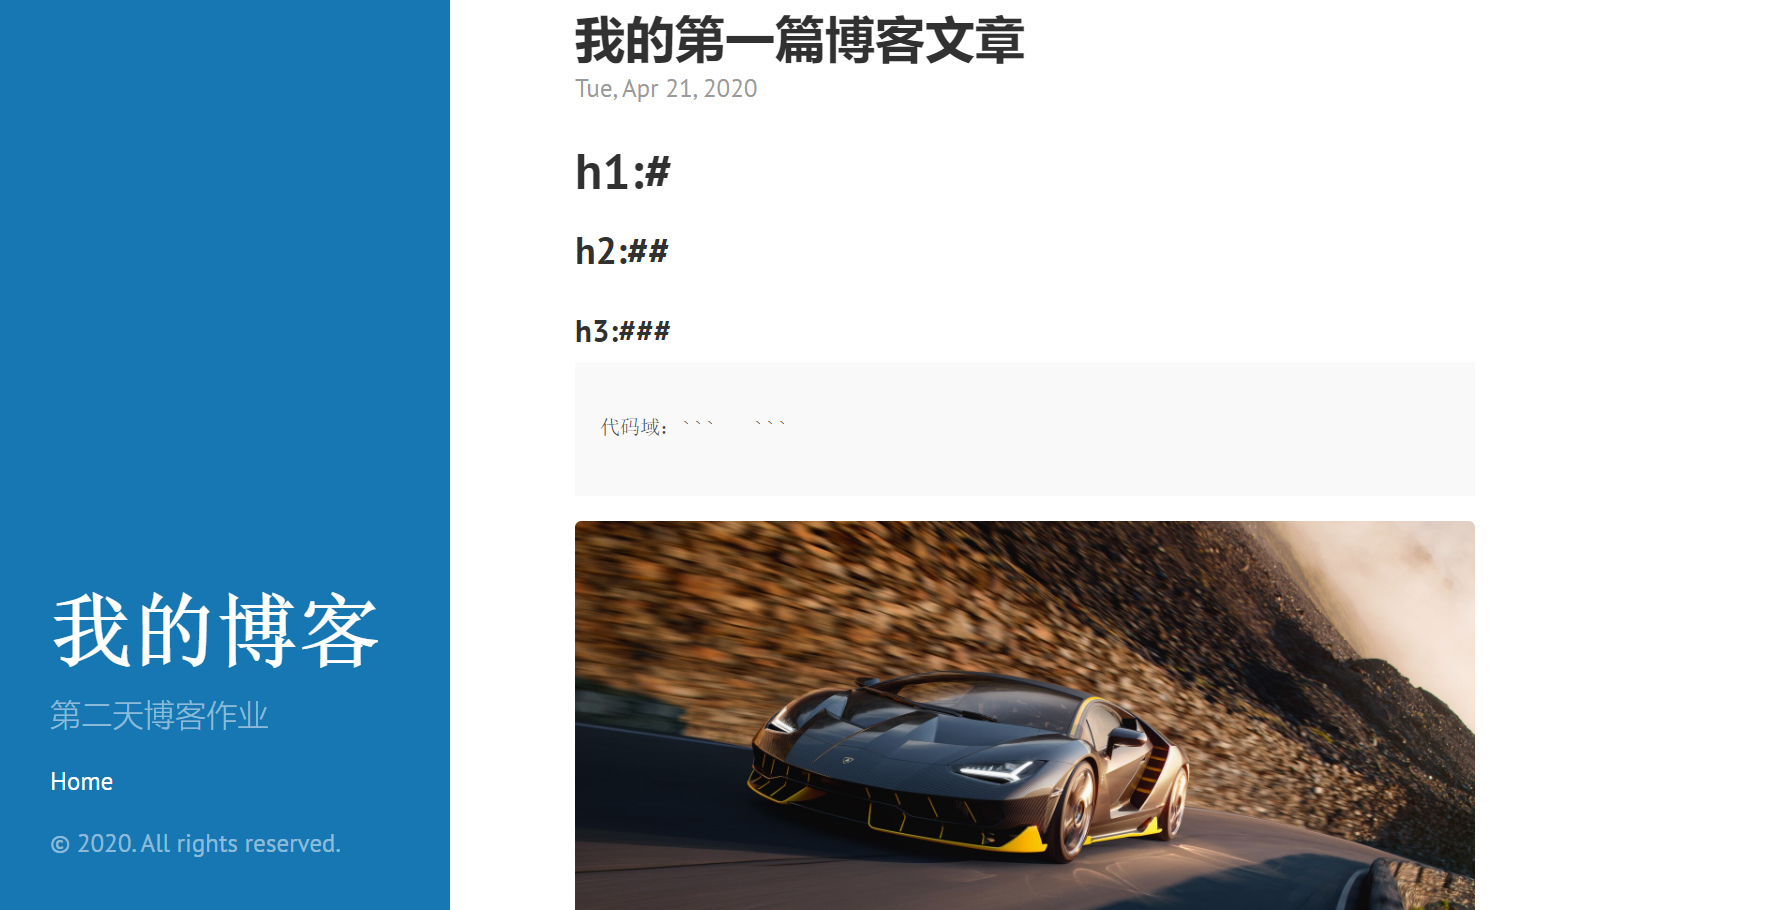 我的第一篇博客文章
Tue, Apr 21, 2020
h1:#
h2:##
h3:###
代码域：``` ```
我的博客
第二天博客作业
Home
© 2020. All rights reserved.